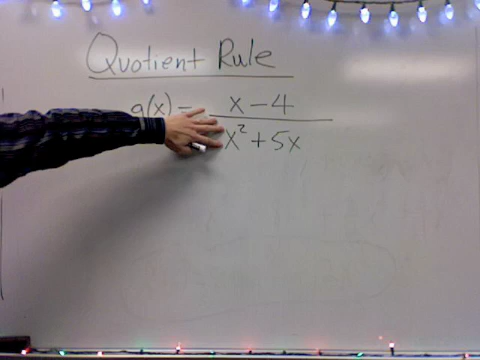 Quotient Rule
g(x) = x - 4
x² + 5x